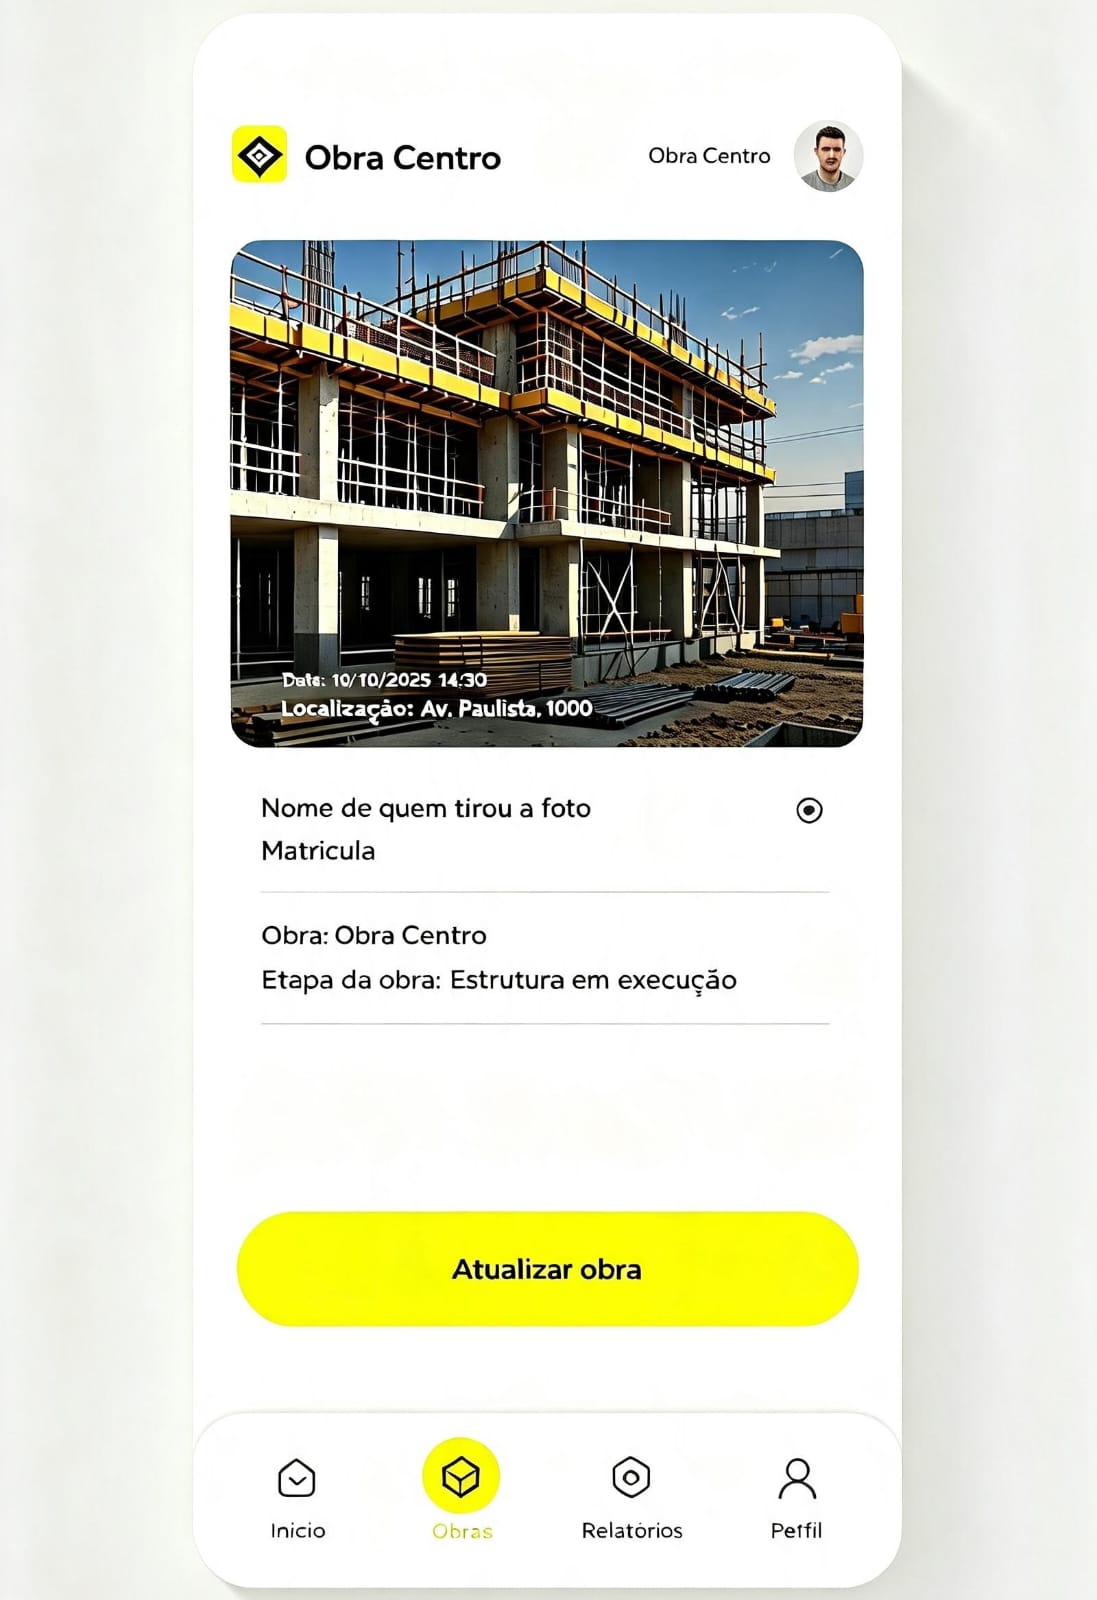 Obra Centro
Obra Centro
Data: 10/10/2025 14:30
Localização: Av. Paulista, 1000
Nome de quem tirou a foto
Matricula
Obra: Obra Centro
Etapa da obra: Estrutura em execução
Atualizar obra
Início
Obras
Relatórios
Perfil